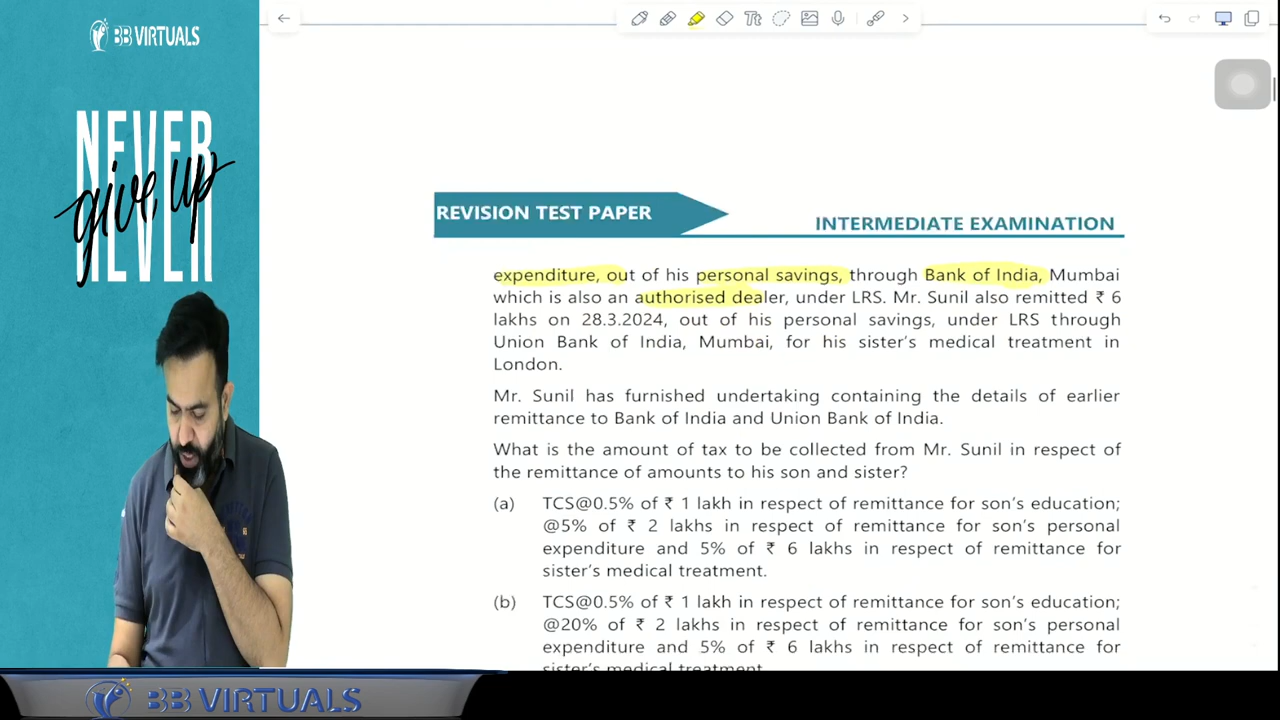 BB VIRTUALS
NEVER
give up
NEVER
Tt
REVISION TEST PAPER
INTERMEDIATE EXAMINATION
expenditure, out of his personal savings, through Bank of India, Mumbai
which is also an authorised dealer, under LRS. Mr. Sunil also remitted ₹ 6
lakhs on 28.3.2024, out of his personal savings, under LRS through
Union Bank of India, Mumbai, for his sister's medical treatment in
London.
Mr. Sunil has furnished undertaking containing the details of earlier
remittance to Bank of India and Union Bank of India.
What is the amount of tax to be collected from Mr. Sunil in respect of
the remittance of amounts to his son and sister?
(a) TCS@0.5% of ₹ 1 lakh in respect of remittance for son's education;
@5% of ₹ 2 lakhs in respect of remittance for son's personal
expenditure and 5% of ₹ 6 lakhs in respect of remittance for
sister's medical treatment.
(b) TCS@0.5% of ₹ 1 lakh in respect of remittance for son's education;
@20% of ₹ 2 lakhs in respect of remittance for son's personal
expenditure and 5% of ₹ 6 lakhs in respect of remittance for
sister's medical treatment.
BB VIRTUALS